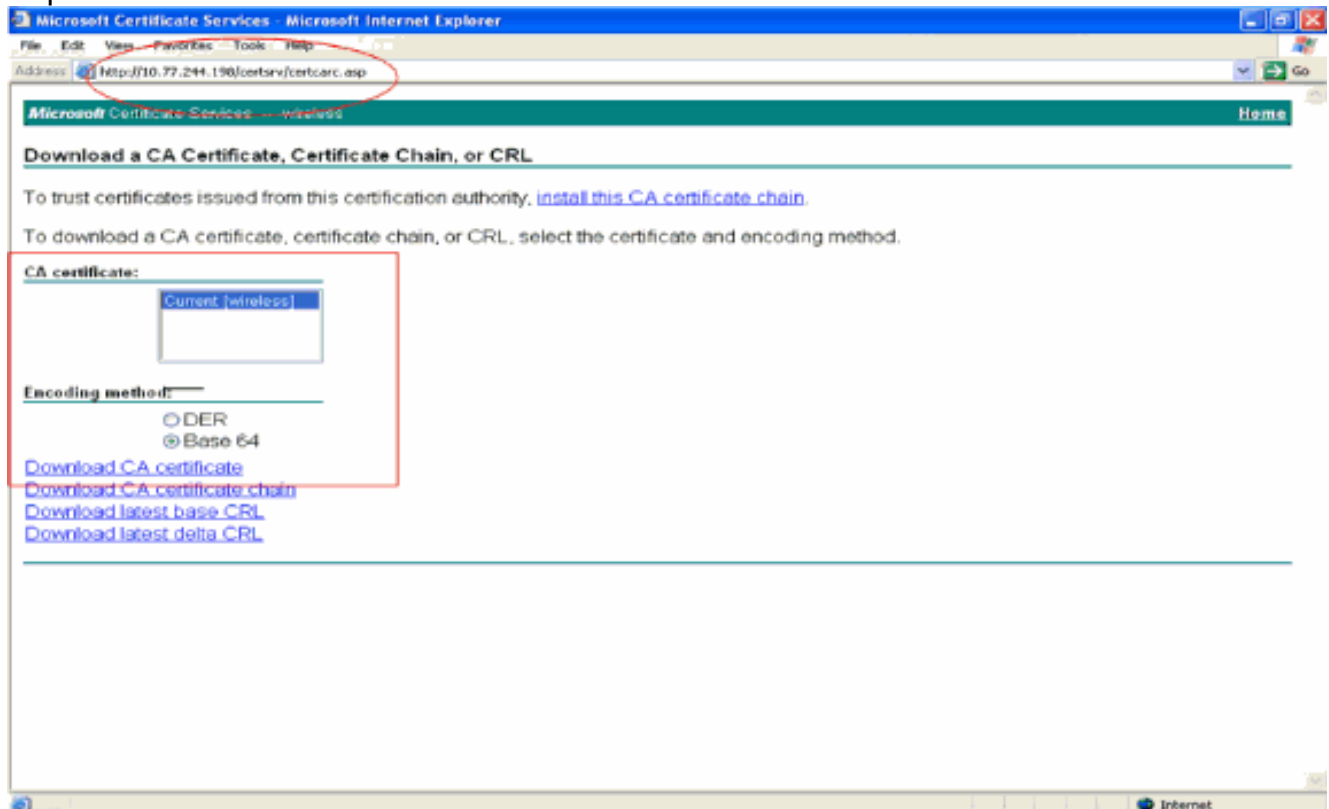 Microsoft Certificate Services - Microsoft Internet Explorer
File Edit View Favorites Tools Help
Address http://10.77.244.198/certsrv/certcarc.asp Go
Microsoft Certificate Services -- wireless Home
Download a CA Certificate, Certificate Chain, or CRL
To trust certificates issued from this certification authority, install this CA certificate chain.
To download a CA certificate, certificate chain, or CRL, select the certificate and encoding method.
CA certificate:
Current [wireless]
Encoding method:
DER
Base 64
Download CA certificate
Download CA certificate chain
Download latest base CRL
Download latest delta CRL
Internet